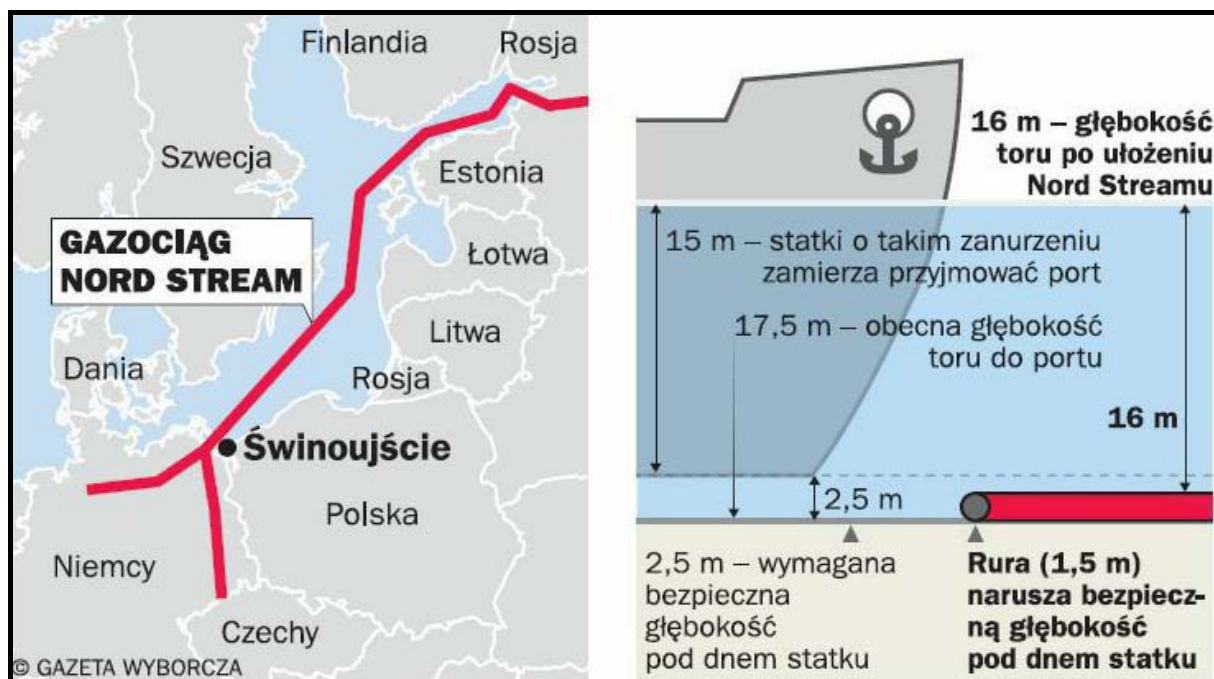 Finlandia
Rosja
Szwecja
Estonia
GAZOCIĄG
NORD STREAM
Łotwa
Litwa
Dania
Rosja
Świnoujście
Polska
Niemcy
Czechy
© GAZETA WYBORCZA
16 m – głębokość
toru po ułożeniu
Nord Streamu
15 m – statki o takim zanurzeniu
zamierza przyjmować port
17,5 m – obecna głębokość
toru do portu
16 m
2,5 m
2,5 m – wymagana
bezpieczna
głębokość
pod dnem statku
Rura (1,5 m)
narusza bezpiecz-
ną głębokość
pod dnem statku